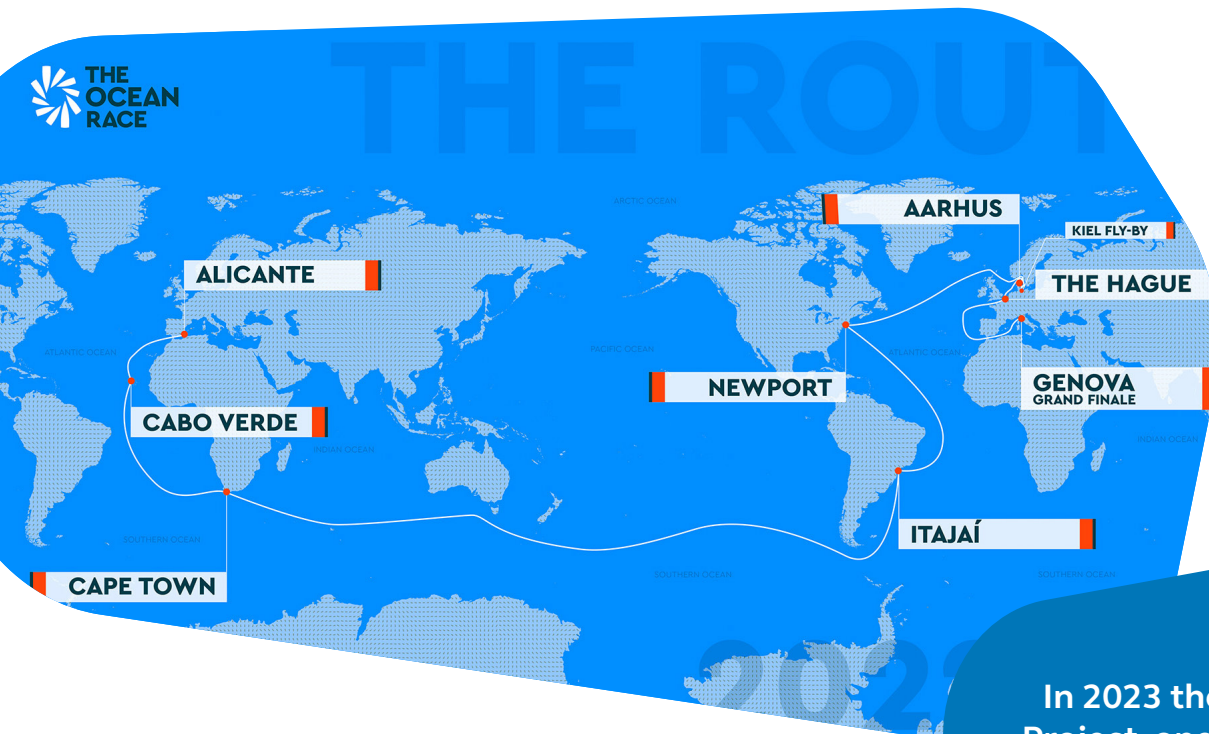 THE ROUT
THE
OCEAN
RACE
ARCTIC OCEAN
AARHUS
KIEL FLY-BY
ALICANTE
THE HAGUE
ATLANTIC OCEAN
PACIFIC OCEAN
ATLANTIC OCEAN
NEWPORT
GENOVA
GRAND FINALE
CABO VERDE
INDIAN OCEAN
INDIAN OCEAN
ITAJAÍ
SOUTHERN OCEAN
CAPE TOWN
SOUTHERN OCEAN
SOUTHERN OCEAN
In 2023 the